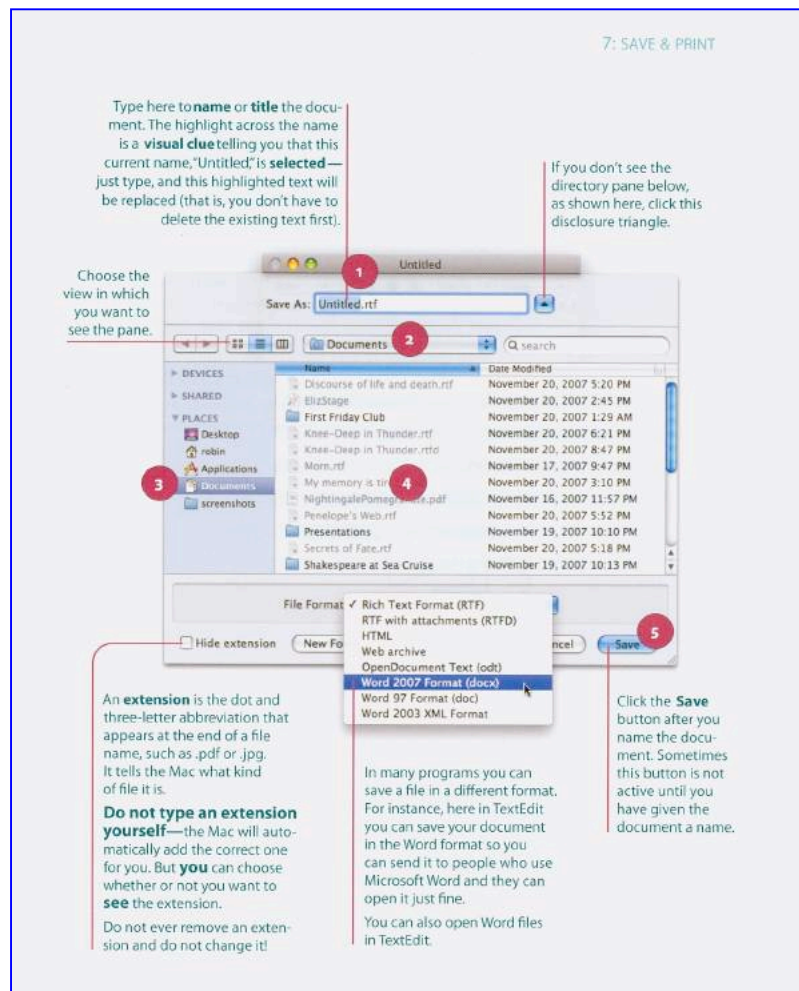 7: SAVE & PRINT
Type here to name or title the docu-
ment. The highlight across the name
is a visual clue telling you that this
current name, "Untitled," is selected—
just type, and this highlighted text will
be replaced (that is, you don't have to
delete the existing text first).
If you don't see the
directory pane below,
as shown here, click this
disclosure triangle.
Choose the
view in which
you want to
see the pane.
Untitled
1
Save As: Untitled.rtf
Documents 2 search
Name Date Modified
DEVICES
SHARED
PLACES
Desktop
robin
Applications
3 Documents
screenshots
Discourse of life and death.rtf November 20, 2007 5:20 PM
ElizStage November 20, 2007 2:45 PM
First Friday Club November 20, 2007 1:29 AM
Knee-Deep in Thunder.rtf November 20, 2007 6:21 PM
Knee-Deep in Thunder.rtfd November 20, 2007 8:47 PM
Morn.rtf November 17, 2007 9:47 PM
My memory is November 20, 2007 3:10 PM
4
NightingalePomegr .pdf November 16, 2007 11:57 PM
Penelope's Web.rtf November 20, 2007 5:52 PM
Presentations November 19, 2007 10:10 PM
Secrets of Fate.rtf November 20, 2007 5:18 PM
Shakespeare at Sea Cruise November 19, 2007 10:13 PM
File Format ✓ Rich Text Format (RTF)
RTF with attachments (RTFD)
HTML
Web archive
OpenDocument Text (odt)
Word 2007 Format (docx)
Word 97 Format (doc)
Word 2003 XML Format
Hide extension New Fo ncel Save 5
An extension is the dot and
three-letter abbreviation that
appears at the end of a file
name, such as .pdf or .jpg.
It tells the Mac what kind
of file it is.
Do not type an extension
yourself—the Mac will auto-
matically add the correct one
for you. But you can choose
whether or not you want to
see the extension.
Do not ever remove an exten-
sion and do not change it!
In many programs you can
save a file in a different format.
For instance, here in TextEdit
you can save your document
in the Word format so you
can send it to people who use
Microsoft Word and they can
open it just fine.
You can also open Word files
in TextEdit.
Click the Save
button after you
name the docu-
ment. Sometimes
this button is not
active until you
have given the
document a name.